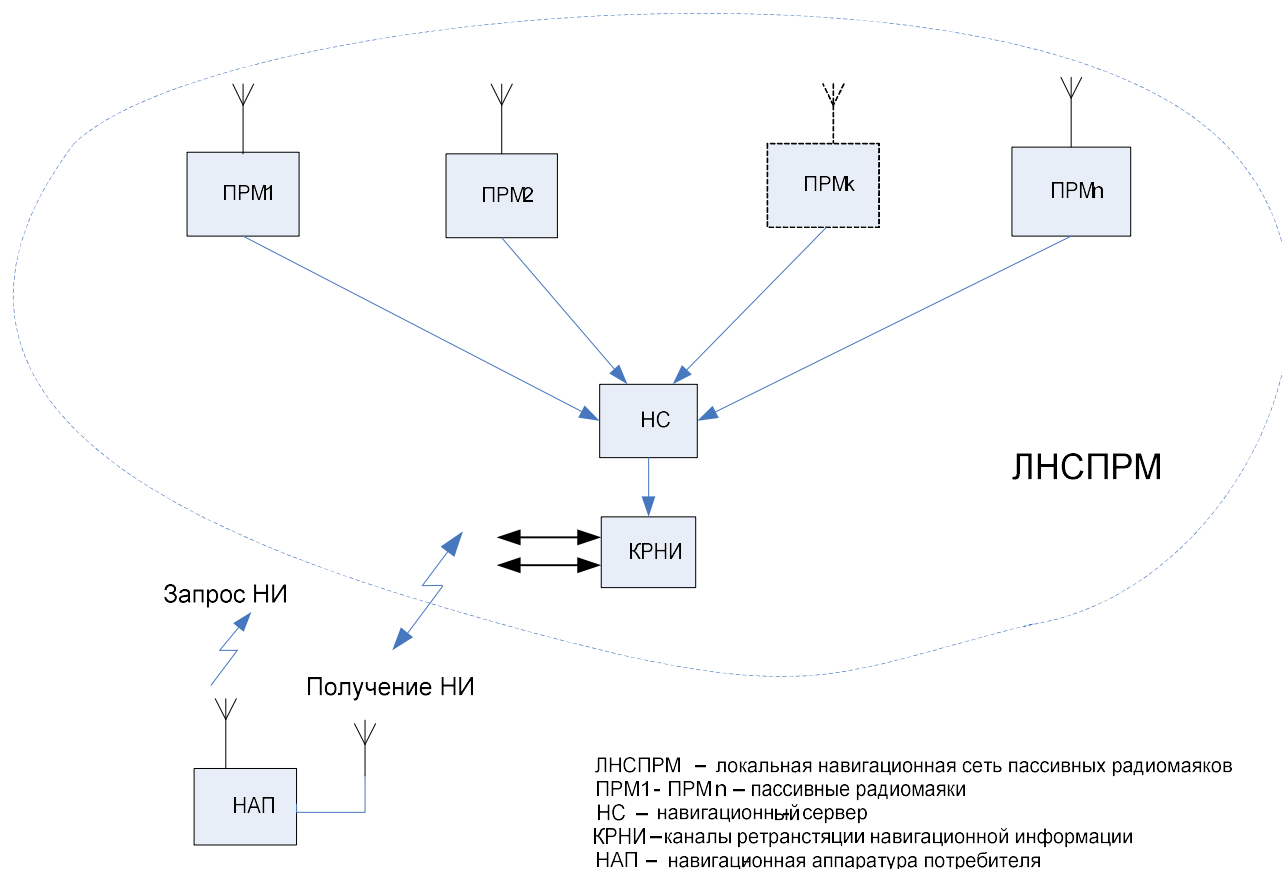 ПРМ1
ПРМ2
ПРМk
ПРМn
НС
ЛНСПРМ
КРНИ
Запрос НИ
Получение НИ
НАП
ЛНСПРМ – локальная навигационная сеть пассивных радиомаяков
ПРМ1 - ПРМn – пассивные радиомаяки
НС – навигационный сервер
КРНИ – каналы ретранстяции навигационной информации
НАП – навигационная аппаратура потребителя